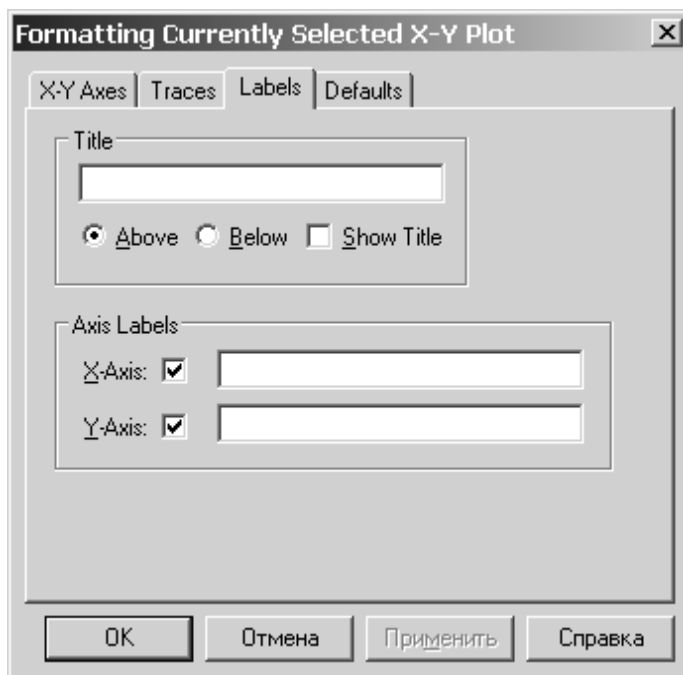 Formatting Currently Selected X-Y Plot
X-Y Axes Traces Labels Defaults
Title
Above Below Show Title
Axis Labels
X-Axis:
Y-Axis:
OK Отмена Применить Справка